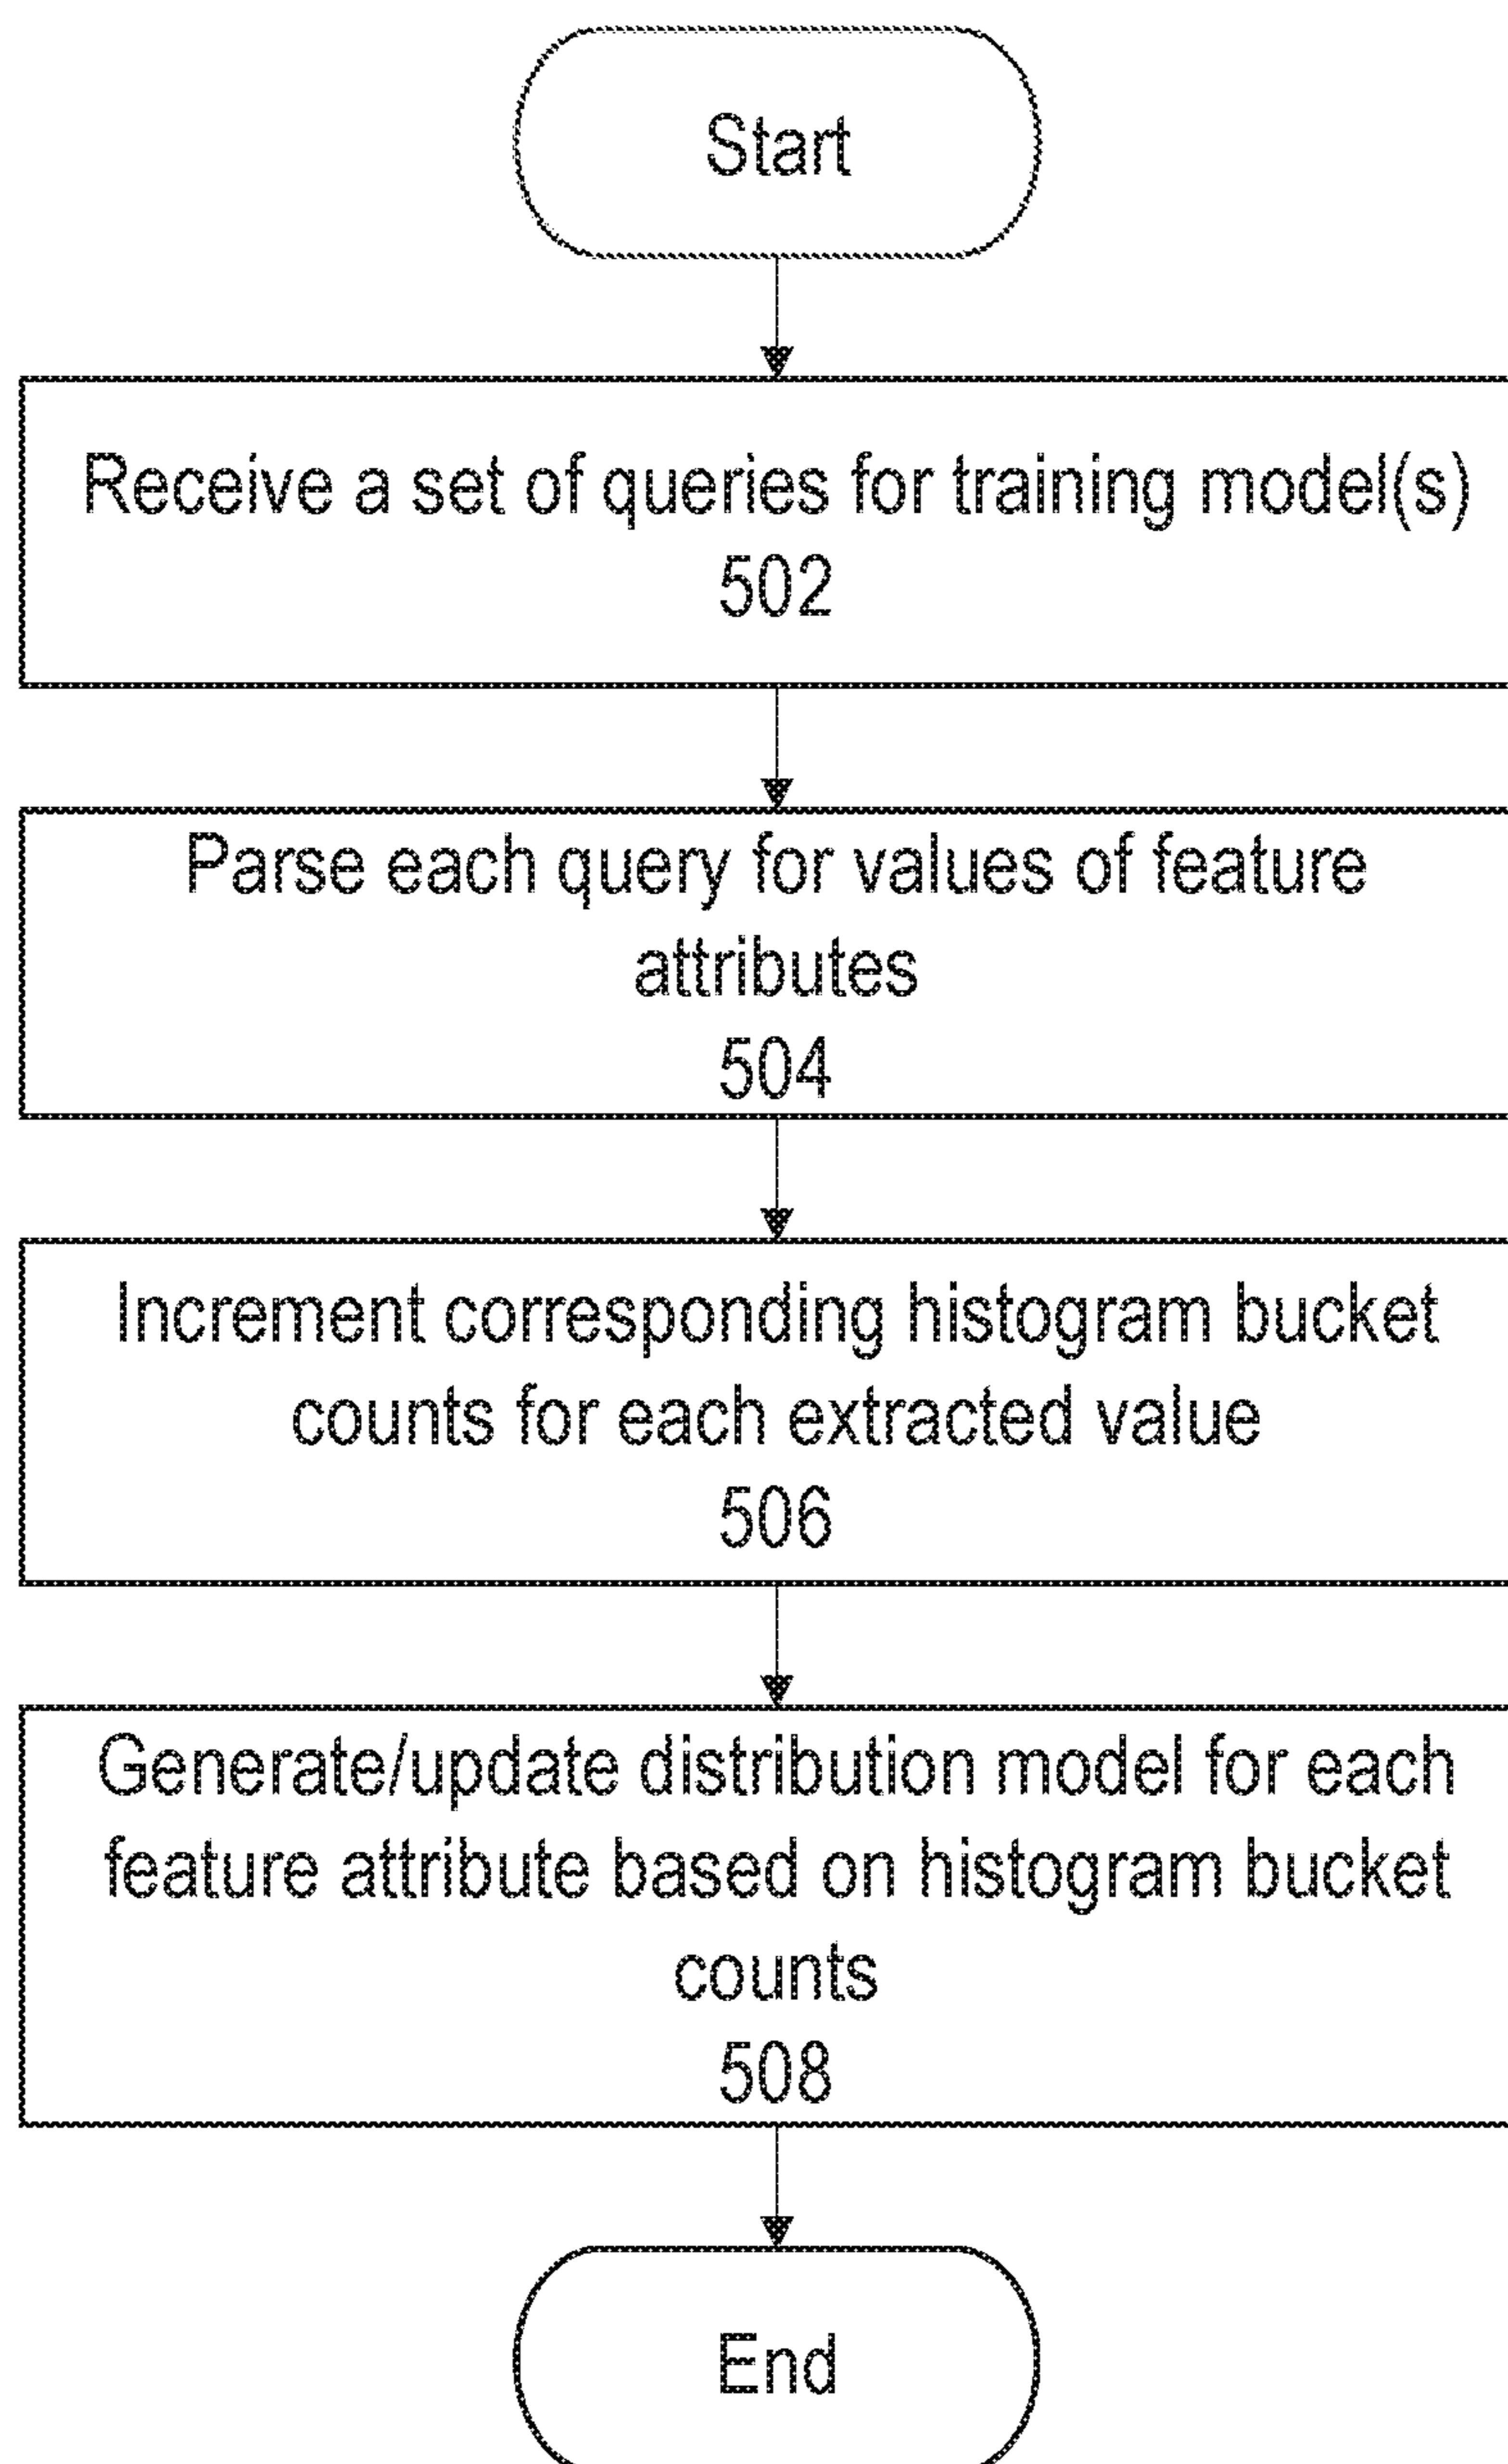 Start
Receive a set of queries for training model(s)
502
Parse each query for values of feature
attributes
504
Increment corresponding histogram bucket
counts for each extracted value
506
Generate/update distribution model for each
feature attribute based on histogram bucket
counts
508
End